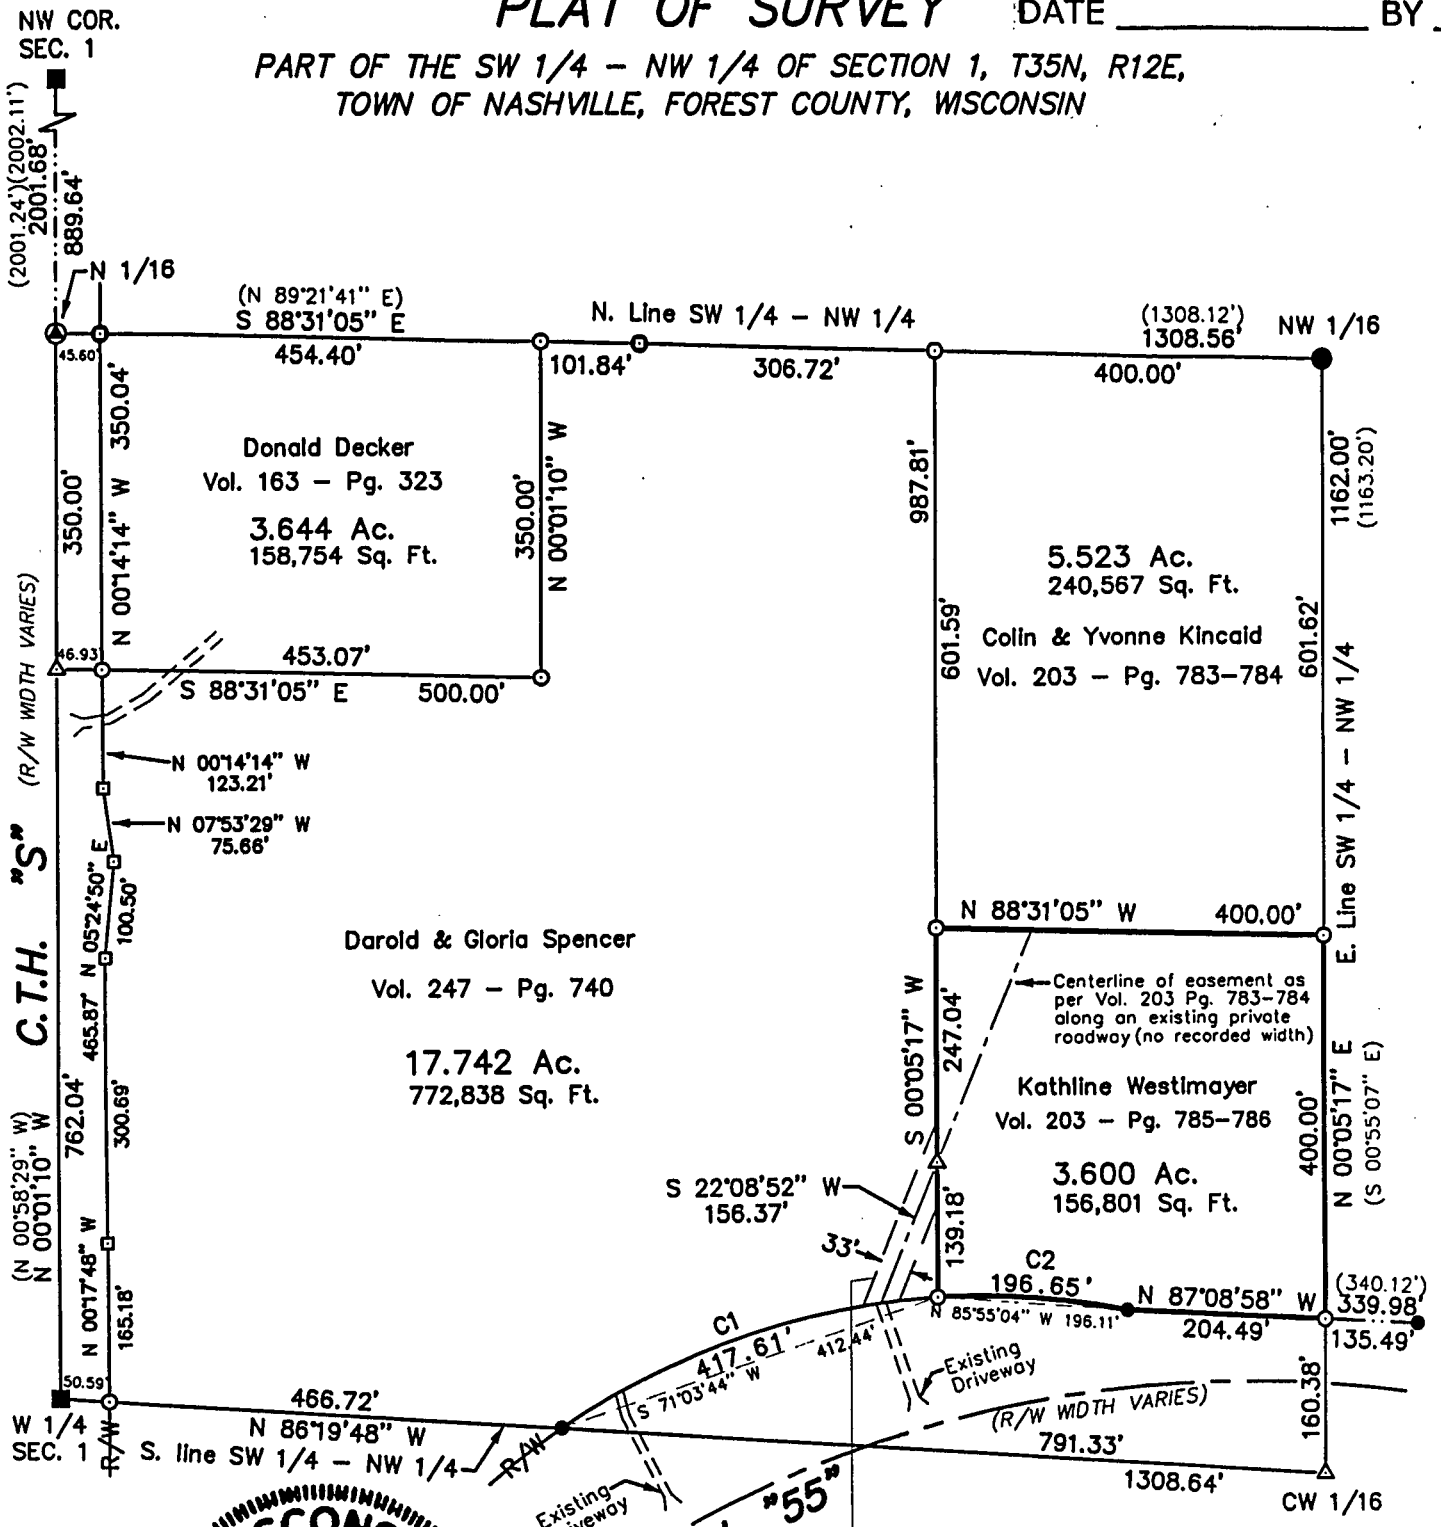 PLAT OF SURVEY
DATE
BY
PART OF THE SW 1/4 – NW 1/4 OF SECTION 1, T35N, R12E,
TOWN OF NASHVILLE, FOREST COUNTY, WISCONSIN
NW COR.
SEC. 1
(2001.24')(2002.11')
2001.68'
889.64'
N 1/16
(N 89°21'41" E)
S 88°31'05" E
454.40'
N. Line SW 1/4 – NW 1/4
101.84'
306.72'
(1308.12')
1308.56'
400.00'
NW 1/16
45.60'
350.00'
N 00°14'14" W 350.04'
Donald Decker
Vol. 163 – Pg. 323
3.644 Ac.
158,754 Sq. Ft.
350.00'
N 00°01'10" W
987.81'
1162.00'
(1163.20')
5.523 Ac.
240,567 Sq. Ft.
Colin & Yvonne Kincaid
Vol. 203 – Pg. 783-784
601.59'
601.62'
E. Line SW 1/4 – NW 1/4
(R/W WIDTH VARIES)
46.93'
453.07'
S 88°31'05" E
500.00'
N 00°14'14" W
123.21'
N 07°53'29" W
75.66'
C.T.H. "S"
N 05°24'50" E
100.50'
465.87'
300.69'
Darold & Gloria Spencer
Vol. 247 – Pg. 740
17.742 Ac.
772,838 Sq. Ft.
N 88°31'05" W
400.00'
Centerline of easement as
per Vol. 203 Pg. 783-784
along an existing private
roadway (no recorded width)
S 00°05'17" W
247.04'
Kathline Westlmayer
Vol. 203 – Pg. 785-786
3.600 Ac.
156,801 Sq. Ft.
400.00'
N 00°05'17" E
(S 00°55'07" E)
(N 00°58'29" W)
N 00°01'10" W
762.04'
N 00°17'48" W
165.18'
S 22°08'52" W
156.37'
33'
139.18'
C2
196.65'
N 85°55'04" W 196.11'
N 87°08'58" W
204.49'
(340.12')
339.98'
135.49'
C1
417.61'
S 71°03'44" W
412.44'
Existing
Driveway
160.38'
50.59'
466.72'
N 86°19'48" W
S. line SW 1/4 – NW 1/4
W 1/4
SEC. 1
R/W
R/W
(R/W WIDTH VARIES)
791.33'
1308.64'
CW 1/16
Existing
"55"